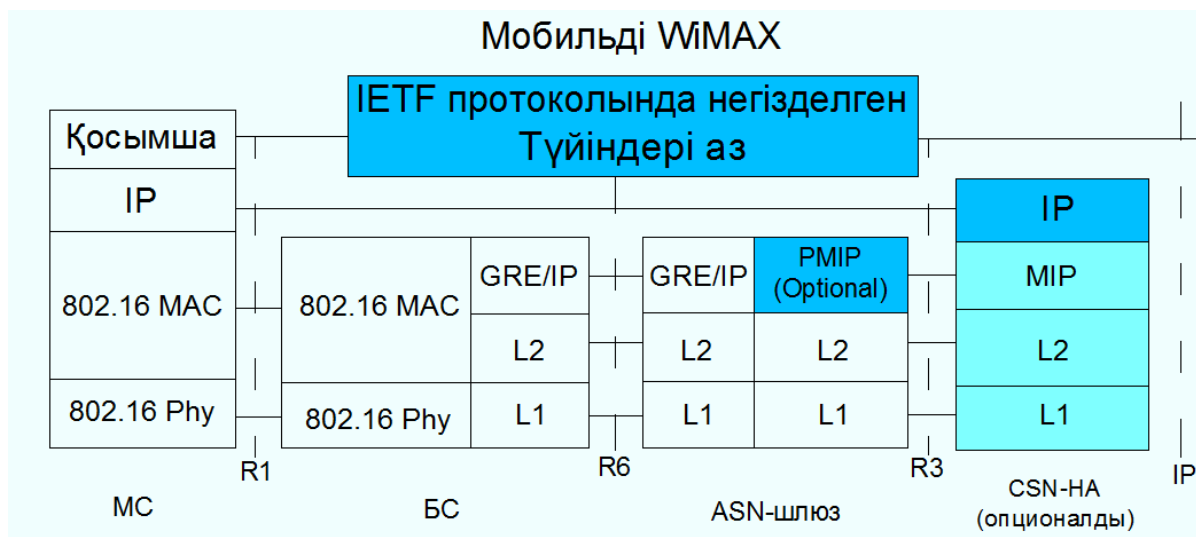 Мобильді WiMAX
IETF протоколында негізделген
Түйіндері аз
Қосымша
IP
802.16 MAC
802.16 Phy
802.16 MAC
802.16 Phy
GRE/IP
L2
L1
GRE/IP
L2
L1
PMIP
(Optional)
L2
L1
IP
MIP
L2
L1
R1
R6
R3
IP
МС
БС
ASN-шлюз
CSN-HA
(опционалды)